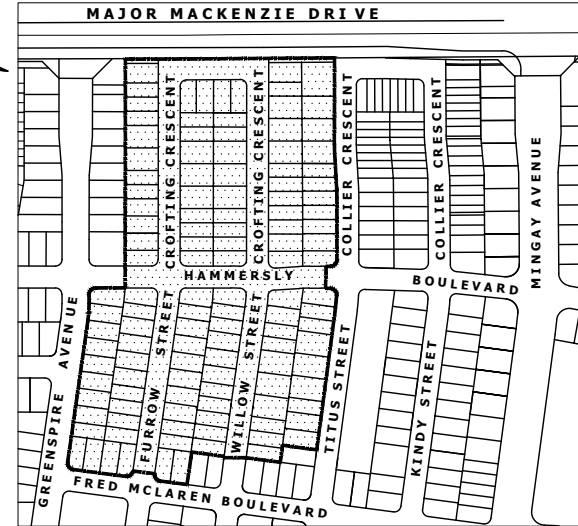 MAJOR MACKENZIE DRIVE
CROFTING CRESCENT
CROFTING CRESCENT
COLLIER CRESCENT
COLLIER CRESCENT
MINGAY AVENUE
HAMMERSLY
BOULEVARD
GREENSPIRE AVENUE
FURROW STREET
WILLOW STREET
TITUS STREET
KINDY STREET
FRED MCLAREN BOULEVARD